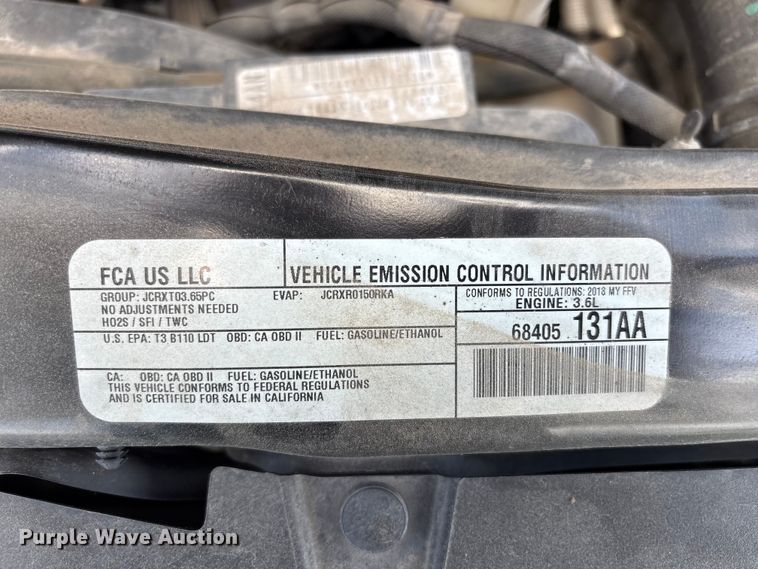 FCA US LLC
VEHICLE EMISSION CONTROL INFORMATION
GROUP: JCRXT03.65PC EVAP: JCRXR0150RKA
NO ADJUSTMENTS NEEDED
HO2S / SFI / TWC
CONFORMS TO REGULATIONS: 2018 MY FFV
ENGINE: 3.6L
U.S. EPA: T3 B110 LDT OBD: CA OBD II FUEL: GASOLINE/ETHANOL
68405 131AA
CA: OBD: CA OBD II FUEL: GASOLINE/ETHANOL
THIS VEHICLE CONFORMS TO FEDERAL REGULATIONS
AND IS CERTIFIED FOR SALE IN CALIFORNIA
Purple Wave Auction